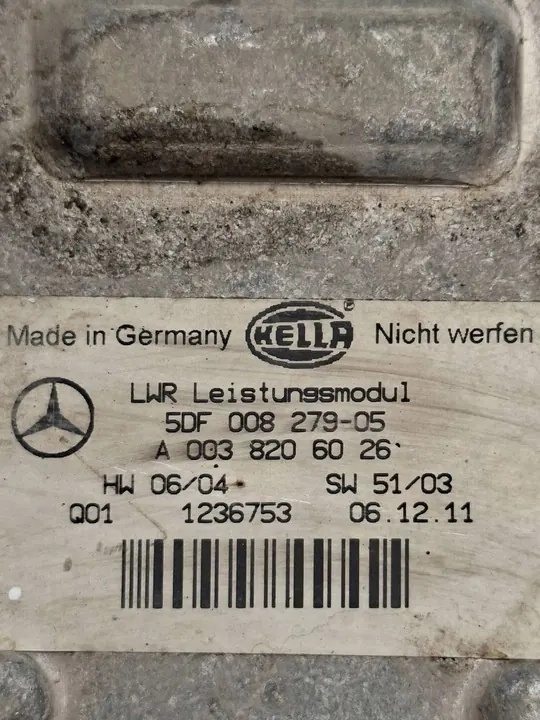 Made in Germany HELLA ® Nicht werfen
LWR Leistungsmodul
5DF 008 279-05
A 003 820 60 26
HW 06/04 SW 51/03
Q01 1236753 06.12.11